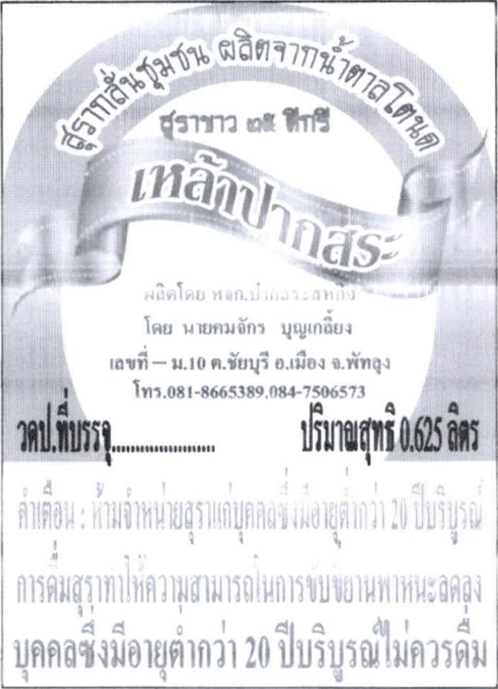 สุรากลั่นชุมชน ผลิตจากน้ำตาลโตนด
สุราขาว ๓๕ ดีกรี
เหล้าปากสระ
ผลิตโดย หจก.ปากสระสหกิจ
โดย นายคมจักร บุญเกลี้ยง
เลขที่ – ม.10 ต.ชัยบุรี อ.เมือง จ.พัทลุง
โทร.081-8665389,084-7506573
วดป.ที่บรรจุ.....................
ปริมาณสุทธิ 0.625 ลิตร
คำเตือน : ห้ามจำหน่ายสุราแก่บุคคลซึ่งมีอายุต่ำกว่า 20 ปีบริบูรณ์
การดื่มสุราทำให้ความสามารถในการขับขี่ยานพาหนะลดลง
บุคคลซึ่งมีอายุต่ำกว่า 20 ปีบริบูรณ์ไม่ควรดื่ม